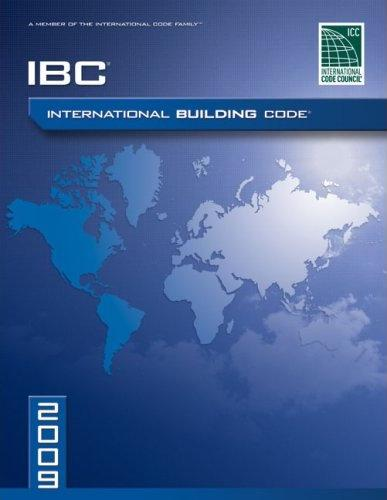 A MEMBER OF THE INTERNATIONAL CODE FAMILY™
ICC
INTERNATIONAL
CODE COUNCIL®
IBC®
INTERNATIONAL BUILDING CODE®
2009